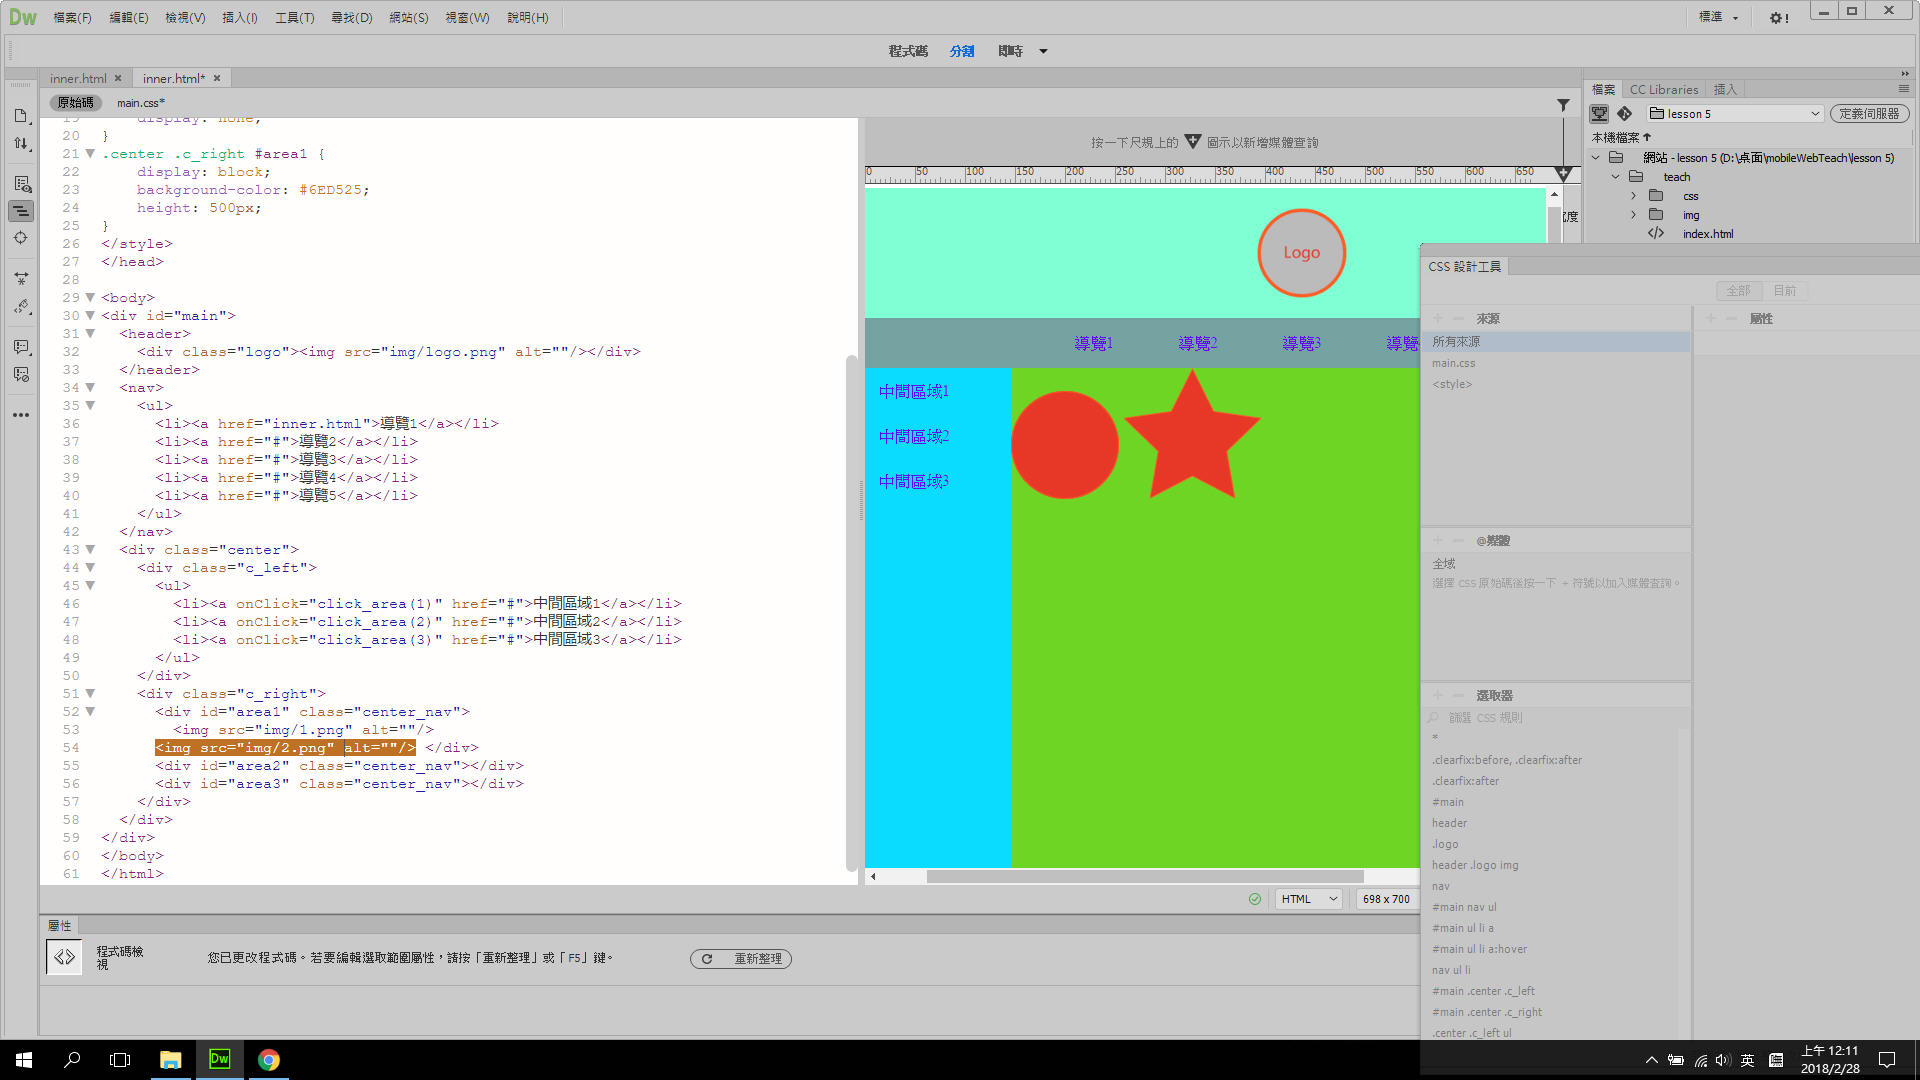 Dw 檔案(F) 編輯(E) 檢視(V) 插入(I) 工具(T) 尋找(D) 網站(S) 視窗(W) 說明(H) 標準
程式碼 分割 即時
inner.html inner.html*
原始碼 main.css*
19 display: none;
20 }
21 .center .c_right #area1 {
22 display: block;
23 background-color: #6ED525;
24 height: 500px;
25 }
26 </style>
27 </head>
28
29 <body>
30 <div id="main">
31 <header>
32 <div class="logo"><img src="img/logo.png" alt=""/></div>
33 </header>
34 <nav>
35 <ul>
36 <li><a href="inner.html">導覽1</a></li>
37 <li><a href="#">導覽2</a></li>
38 <li><a href="#">導覽3</a></li>
39 <li><a href="#">導覽4</a></li>
40 <li><a href="#">導覽5</a></li>
41 </ul>
42 </nav>
43 <div class="center">
44 <div class="c_left">
45 <ul>
46 <li><a onClick="click_area(1)" href="#">中間區域1</a></li>
47 <li><a onClick="click_area(2)" href="#">中間區域2</a></li>
48 <li><a onClick="click_area(3)" href="#">中間區域3</a></li>
49 </ul>
50 </div>
51 <div class="c_right">
52 <div id="area1" class="center_nav">
53 <img src="img/1.png" alt=""/>
54 <img src="img/2.png" alt=""/> </div>
55 <div id="area2" class="center_nav"></div>
56 <div id="area3" class="center_nav"></div>
57 </div>
58 </div>
59 </div>
60 </body>
61 </html>
按一下尺規上的 圖示以新增媒體查詢
0 50 100 150 200 250 300 350 400 450 500 550 600 650
Logo
導覽1 導覽2 導覽3 導覽
中間區域1
中間區域2
中間區域3
HTML 698 x 700
檔案 CC Libraries 插入
lesson 5 定義伺服器
本機檔案
網站 - lesson 5 (D:\桌面\mobileWebTeach\lesson 5)
teach
css
img
index.html
CSS 設計工具
全部 目前
來源 屬性
所有來源
main.css
<style>
@媒體
全域
選擇 CSS 原始碼後按一下 + 符號以加入媒體查詢。
選取器
篩選 CSS 規則
*
.clearfix:before, .clearfix:after
.clearfix:after
#main
header
.logo
header .logo img
nav
#main nav ul
#main ul li a
#main ul li a:hover
nav ul li
#main .center .c_left
#main .center .c_right
.center .c_left ul
屬性
程式碼檢視
您已更改程式碼。若要編輯選取範圍屬性，請按「重新整理」或「F5」鍵。 重新整理
Dw
英
上午 12:11
2018/2/28